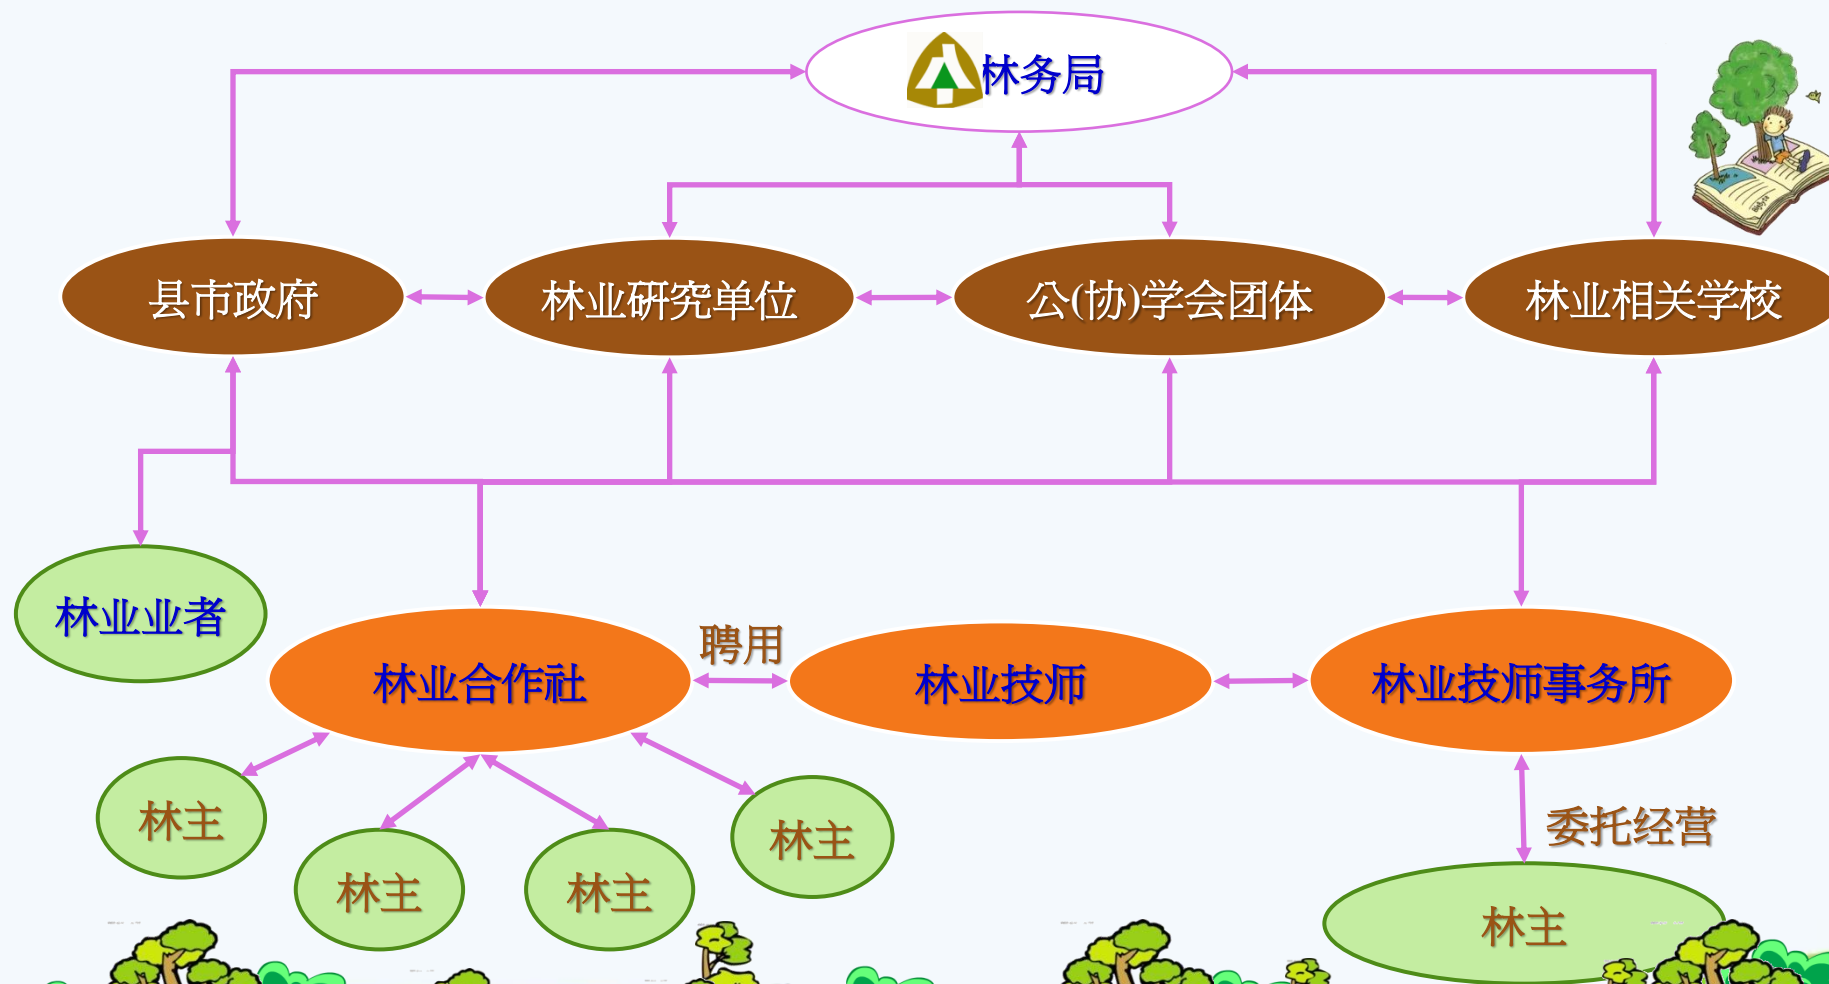 林务局
县市政府
林业研究单位
公(协)学会团体
林业相关学校
林业业者
林业合作社
聘用
林业技师
林业技师事务所
林主
林主
林主
林主
委托经营
林主